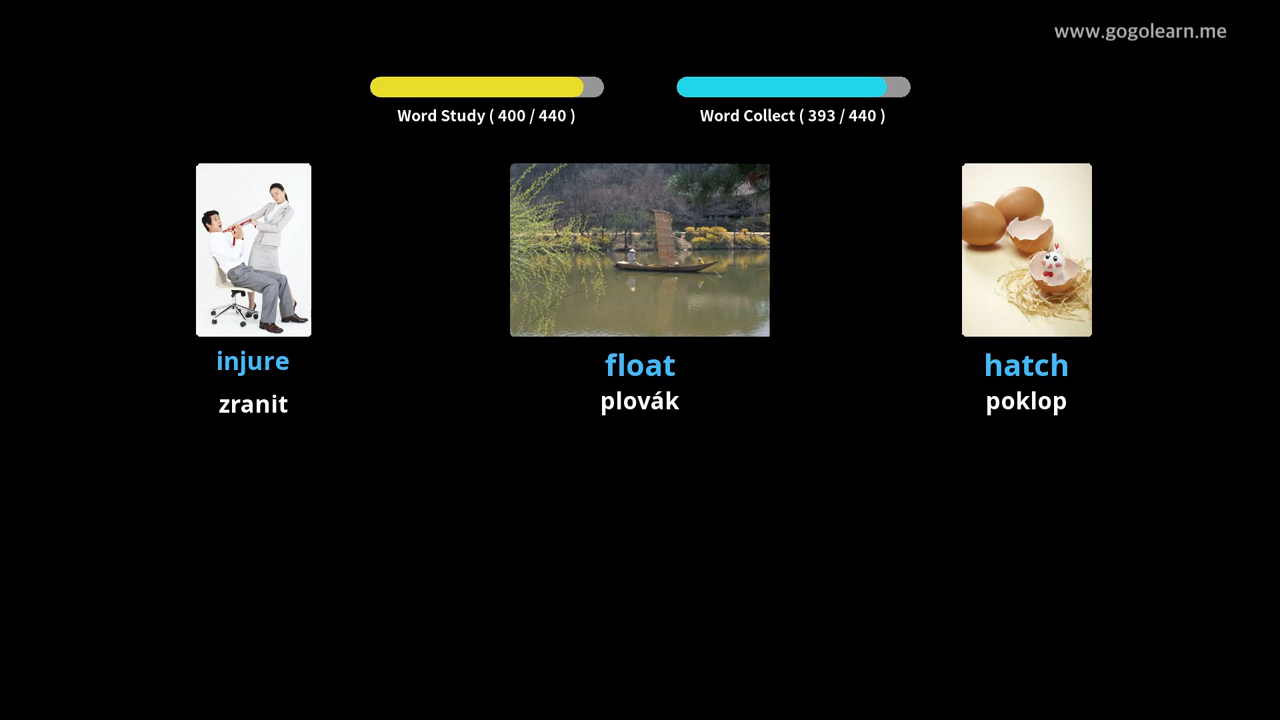 www.gogolearn.me
Word Study ( 400 / 440 )
Word Collect ( 393 / 440 )
injure
zranit
float
plovák
hatch
poklop